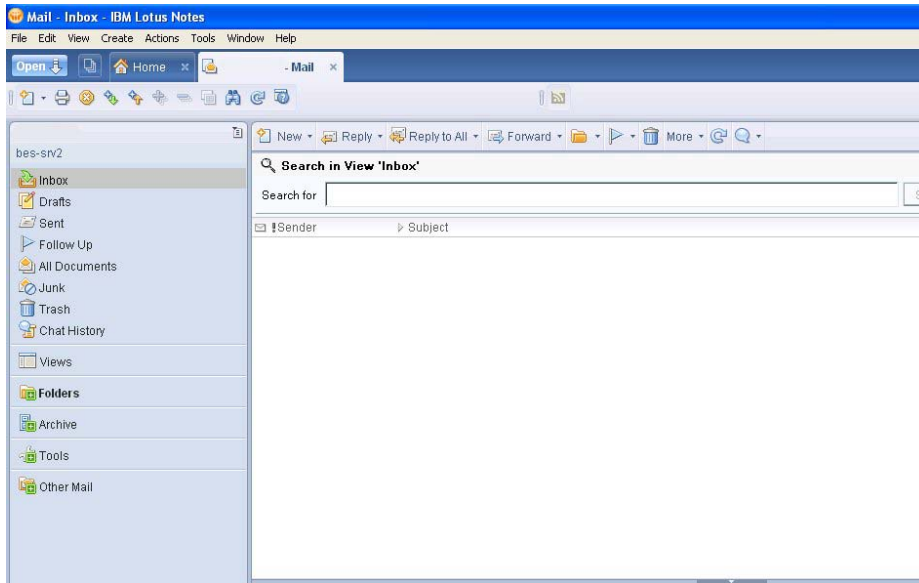 Mail - Inbox - IBM Lotus Notes
File Edit View Create Actions Tools Window Help
Open Home - Mail
New Reply Reply to All Forward More
bes-srv2
Search in View 'Inbox'
Search for
!Sender Subject
Inbox
Drafts
Sent
Follow Up
All Documents
Junk
Trash
Chat History
Views
Folders
Archive
Tools
Other Mail